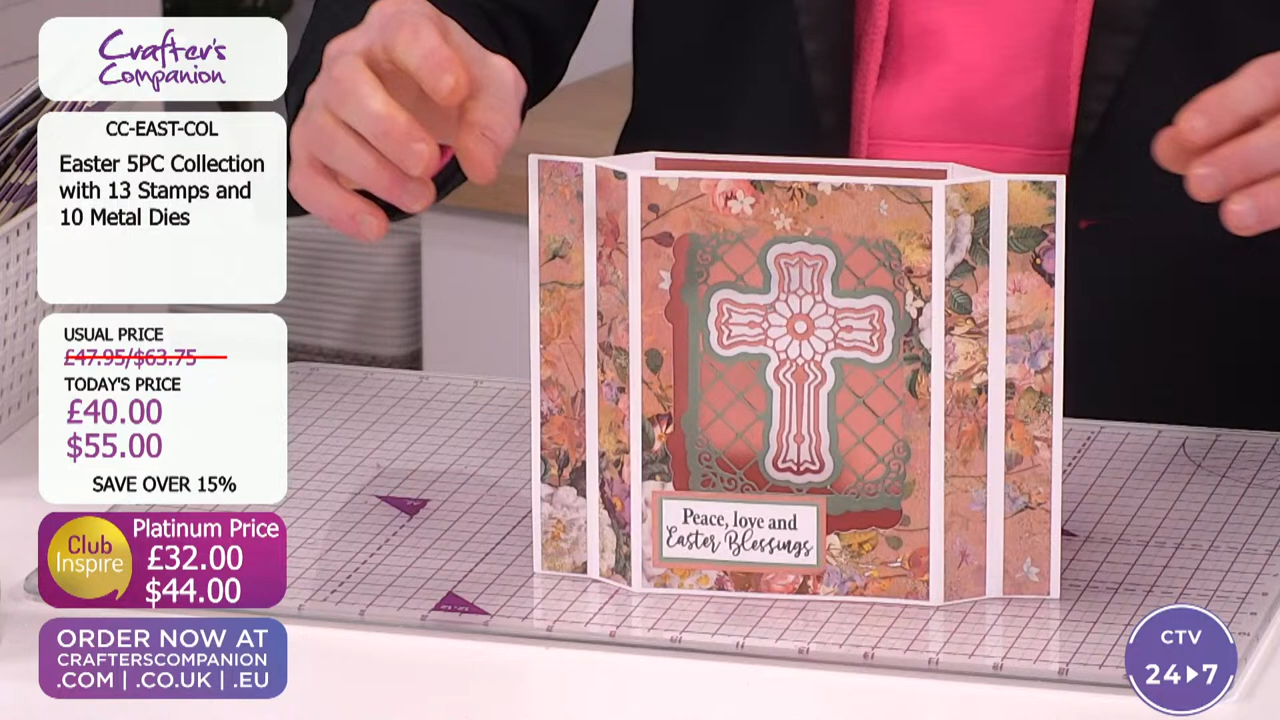 Crafter's
Companion
CC-EAST-COL
Easter 5PC Collection
with 13 Stamps and
10 Metal Dies
USUAL PRICE
£47.95/$63.75
TODAY'S PRICE
£40.00
$55.00
SAVE OVER 15%
Club
Inspire
Platinum Price
£32.00
$44.00
ORDER NOW AT
CRAFTERSCOMPANION
.COM | .CO.UK | .EU
Peace, love and
Easter Blessings
CTV
24▶7